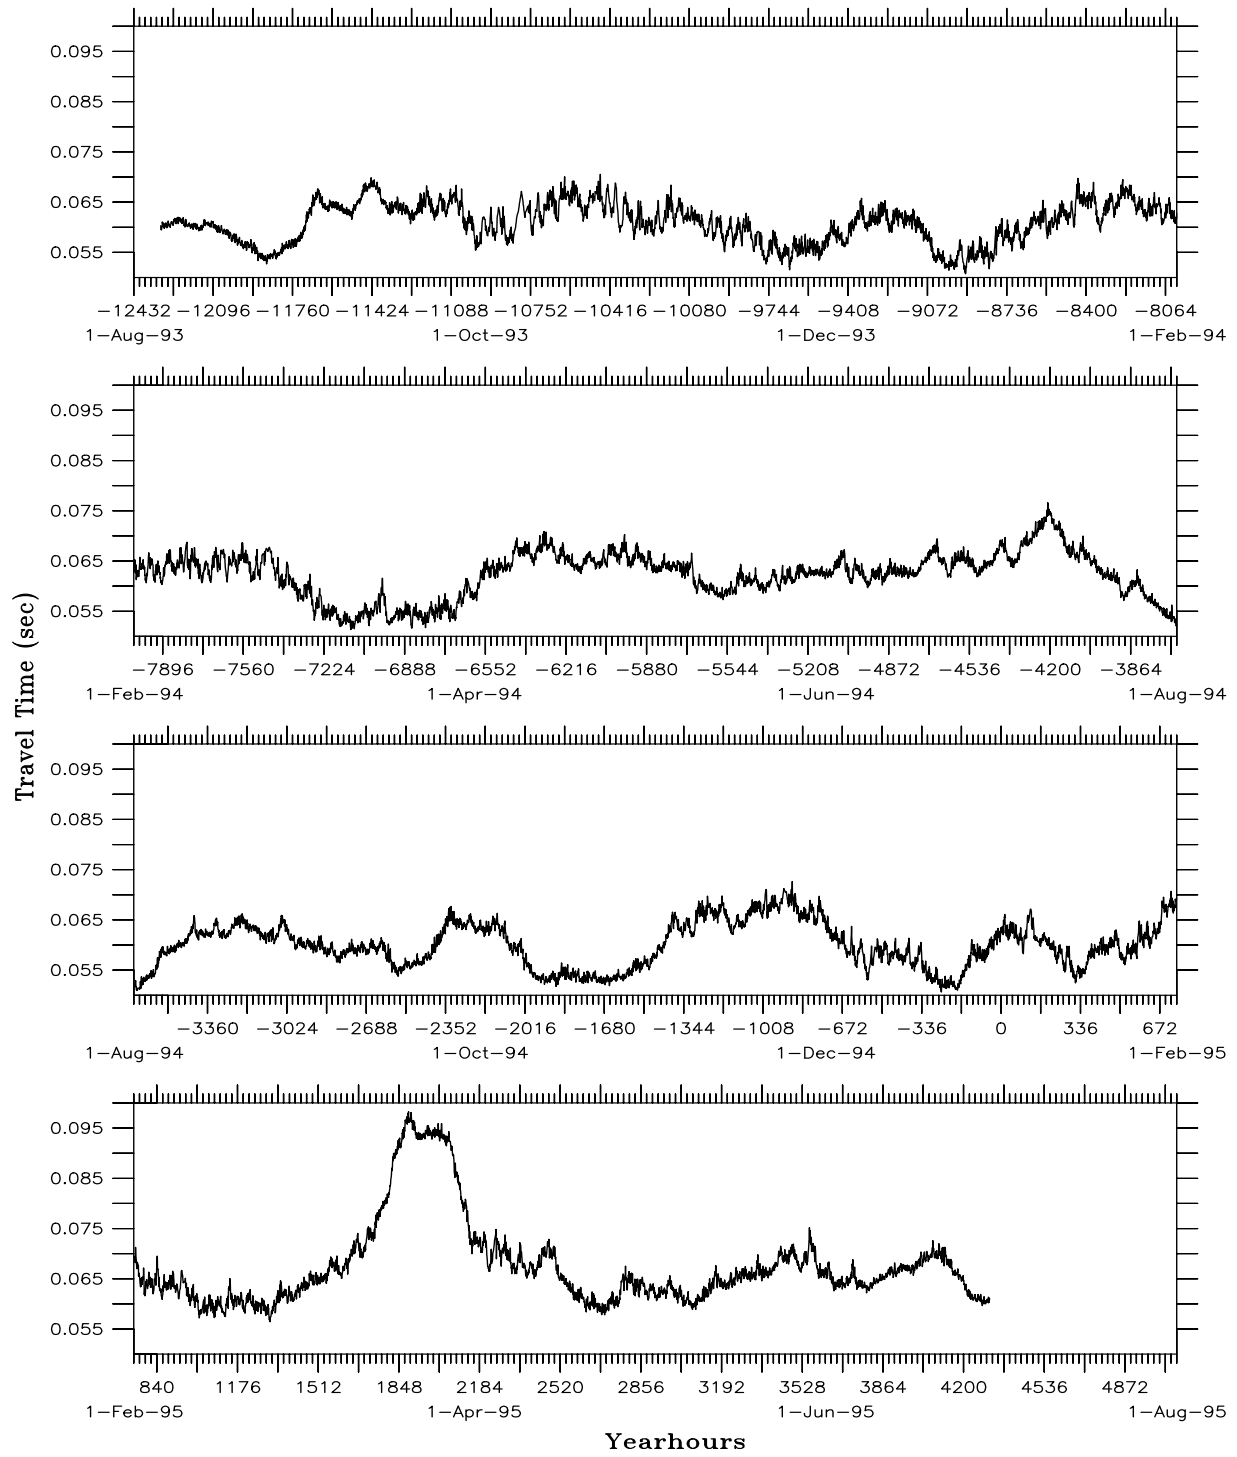 0.095
0.085
0.075
0.065
0.055
−12432 −12096 −11760 −11424 −11088 −10752 −10416 −10080 −9744 −9408 −9072 −8736 −8400 −8064
1−Aug−93 1−Oct−93 1−Dec−93 1−Feb−94
0.095
0.085
0.075
0.065
0.055
−7896 −7560 −7224 −6888 −6552 −6216 −5880 −5544 −5208 −4872 −4536 −4200 −3864
1−Feb−94 1−Apr−94 1−Jun−94 1−Aug−94
Travel Time (sec)
0.095
0.085
0.075
0.065
0.055
−3360 −3024 −2688 −2352 −2016 −1680 −1344 −1008 −672 −336 0 336 672
1−Aug−94 1−Oct−94 1−Dec−94 1−Feb−95
0.095
0.085
0.075
0.065
0.055
840 1176 1512 1848 2184 2520 2856 3192 3528 3864 4200 4536 4872
1−Feb−95 1−Apr−95 1−Jun−95 1−Aug−95
Yearhours